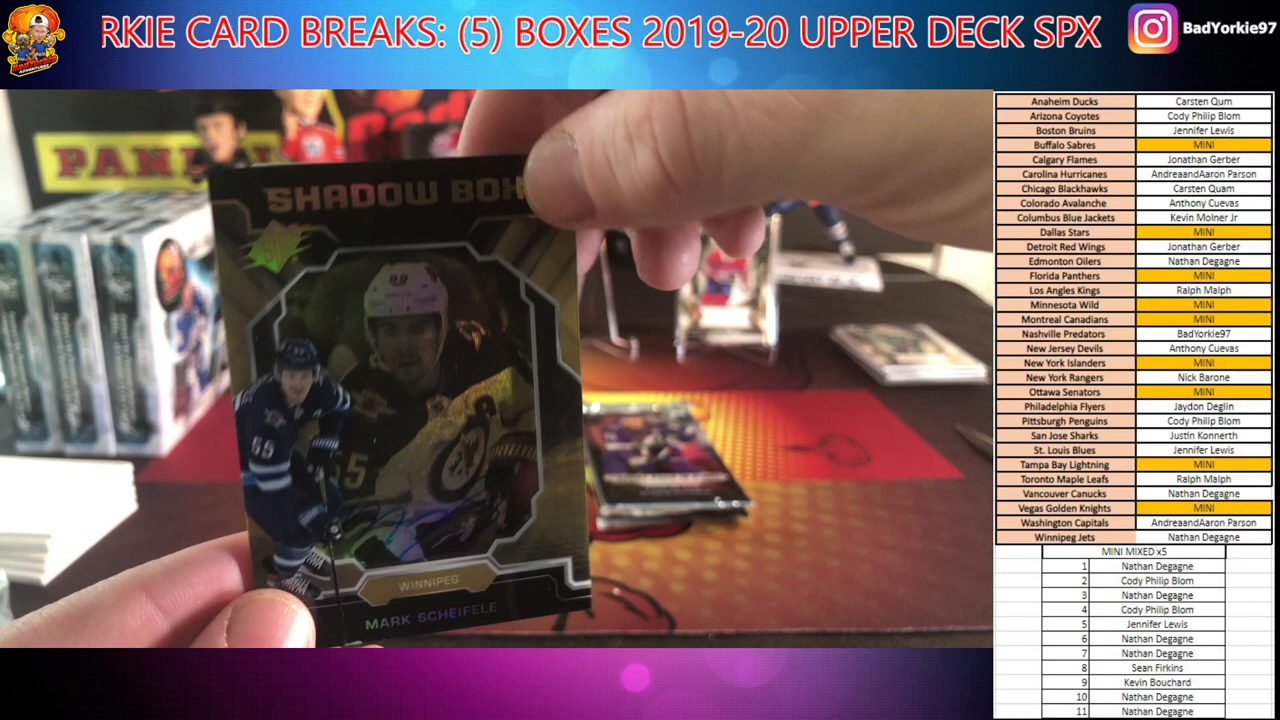 RKIE CARD BREAKS: (5) BOXES 2019-20 UPPER DECK SPX
BadYorkie97
PANI
SHADOW BOX
55
WINNIPEG
MARK SCHEIFELE
Anaheim Ducks Carsten Qum
Arizona Coyotes Cody Philip Blom
Boston Bruins Jennifer Lewis
Buffalo Sabres MINI
Calgary Flames Jonathan Gerber
Carolina Hurricanes AndreaandAaron Parson
Chicago Blackhawks Carsten Quam
Colorado Avalanche Anthony Cuevas
Columbus Blue Jackets Kevin Molner Jr
Dallas Stars MINI
Detroit Red Wings Jonathan Gerber
Edmonton Oilers Nathan Degagne
Florida Panthers MINI
Los Angles Kings Ralph Malph
Minnesota Wild MINI
Montreal Canadians MINI
Nashville Predators BadYorkie97
New Jersey Devils Anthony Cuevas
New York Islanders MINI
New York Rangers Nick Barone
Ottawa Senators MINI
Philadelphia Flyers Jaydon Deglin
Pittsburgh Penguins Cody Philip Blom
San Jose Sharks Justin Konnerth
St. Louis Blues Jennifer Lewis
Tampa Bay Lightning MINI
Toronto Maple Leafs Ralph Malph
Vancouver Canucks Nathan Degagne
Vegas Golden Knights MINI
Washington Capitals AndreaandAaron Parson
Winnipeg Jets Nathan Degagne
MINI MIXED x5
1 Nathan Degagne
2 Cody Philip Blom
3 Nathan Degagne
4 Cody Philip Blom
5 Jennifer Lewis
6 Nathan Degagne
7 Nathan Degagne
8 Sean Firkins
9 Kevin Bouchard
10 Nathan Degagne
11 Nathan Degagne